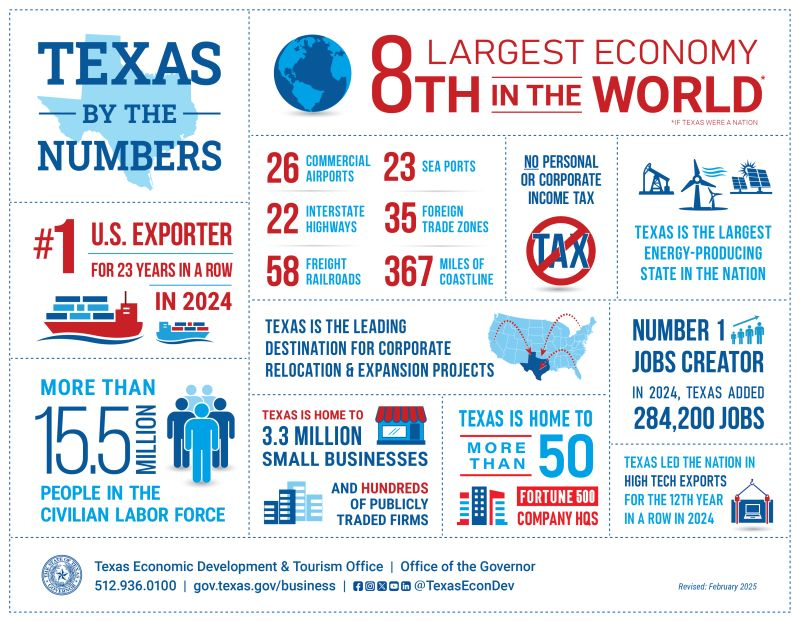 TEXAS
BY THE
NUMBERS
8TH LARGEST ECONOMY
IN THE WORLD*
*IF TEXAS WERE A NATION
#1 U.S. EXPORTER
FOR 23 YEARS IN A ROW
IN 2024
26 COMMERCIAL
AIRPORTS
23 SEA PORTS
22 INTERSTATE
HIGHWAYS
35 FOREIGN
TRADE ZONES
58 FREIGHT
RAILROADS
367 MILES OF
COASTLINE
NO PERSONAL
OR CORPORATE
INCOME TAX
TAX
TEXAS IS THE LARGEST
ENERGY-PRODUCING
STATE IN THE NATION
TEXAS IS THE LEADING
DESTINATION FOR CORPORATE
RELOCATION & EXPANSION PROJECTS
NUMBER 1
JOBS CREATOR
IN 2024, TEXAS ADDED
284,200 JOBS
MORE THAN
15.5 MILLION
PEOPLE IN THE
CIVILIAN LABOR FORCE
TEXAS IS HOME TO
3.3 MILLION
SMALL BUSINESSES
AND HUNDREDS
OF PUBLICLY
TRADED FIRMS
TEXAS IS HOME TO
MORE THAN 50
FORTUNE 500
COMPANY HQS
TEXAS LED THE NATION IN
HIGH TECH EXPORTS
FOR THE 12TH YEAR
IN A ROW IN 2024
Texas Economic Development & Tourism Office | Office of the Governor
512.936.0100 | gov.texas.gov/business | @TexasEconDev
Revised: February 2025